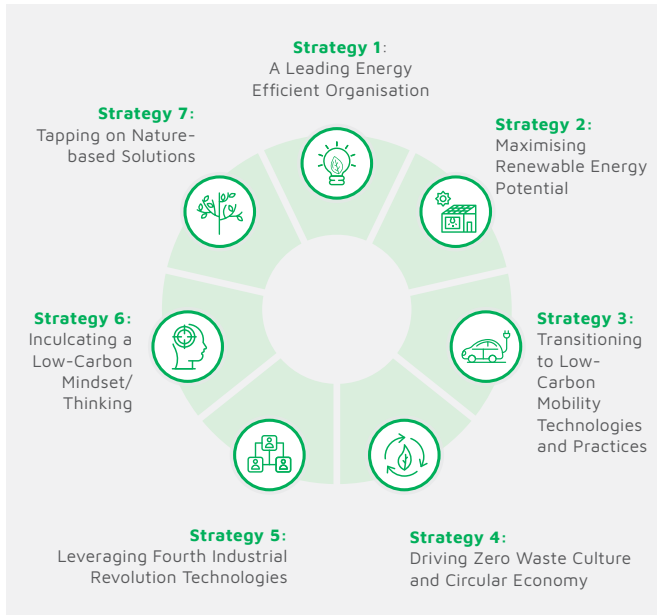 Strategy 1:
A Leading Energy
Efficient Organisation
Strategy 2:
Maximising
Renewable Energy
Potential
Strategy 3:
Transitioning
to Low-
Carbon
Mobility
Technologies
and Practices
Strategy 4:
Driving Zero Waste Culture
and Circular Economy
Strategy 5:
Leveraging Fourth Industrial
Revolution Technologies
Strategy 6:
Inculcating a
Low-Carbon
Mindset/
Thinking
Strategy 7:
Tapping on Nature-
based Solutions